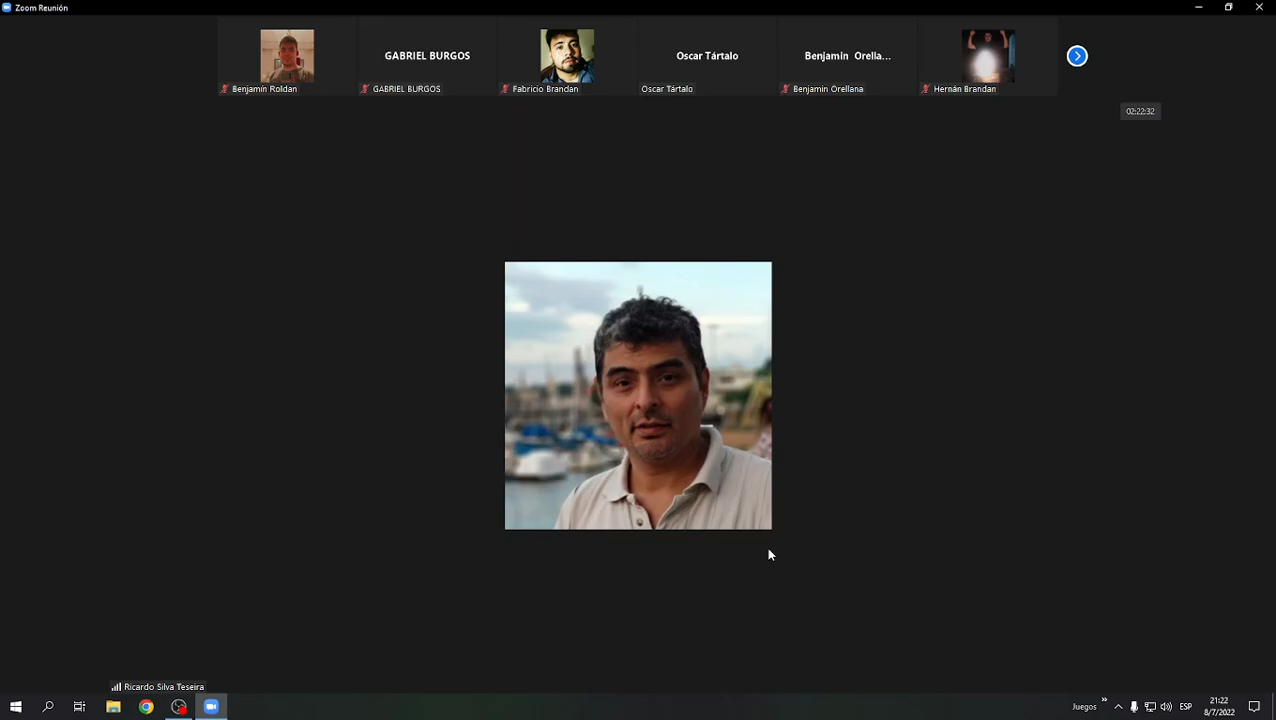 Zoom Reunión
GABRIEL BURGOS
Oscar Tártalo
Benjamin Orella...
Benjamín Roldan
GABRIEL BURGOS
Fabricio Brandan
Oscar Tártalo
Benjamin Orellana
Hernán Brandan
02:22:32
Ricardo Silva Teseira
Juegos
ESP
21:22
8/7/2022